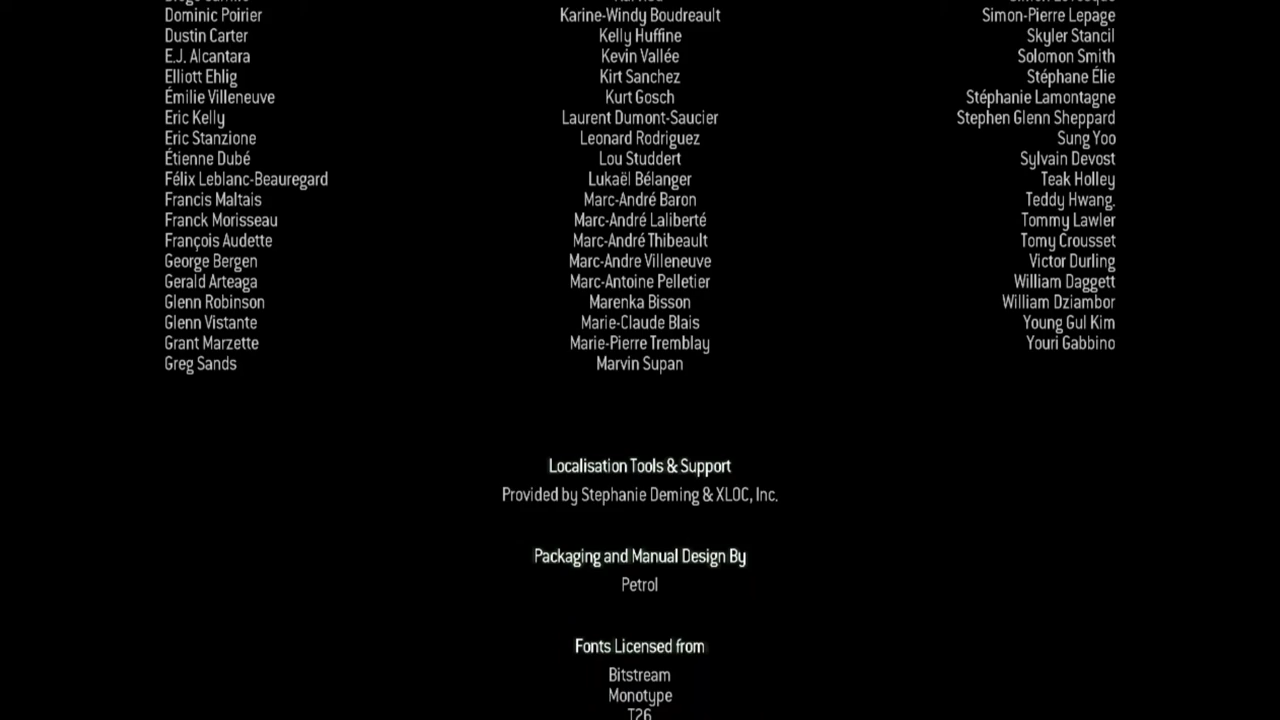 Dominic Poirier
Dustin Carter
E.J. Alcantara
Elliott Ehlig
Émilie Villeneuve
Eric Kelly
Eric Stanzione
Étienne Dubé
Félix Leblanc-Beauregard
Francis Maltais
Franck Morisseau
François Audette
George Bergen
Gerald Arteaga
Glenn Robinson
Glenn Vistante
Grant Marzette
Greg Sands
Karine-Windy Boudreault
Kelly Huffine
Kevin Vallée
Kirt Sanchez
Kurt Gosch
Laurent Dumont-Saucier
Leonard Rodriguez
Lou Studdert
Lukaël Bélanger
Marc-André Baron
Marc-André Laliberté
Marc-André Thibeault
Marc-Andre Villeneuve
Marc-Antoine Pelletier
Marenka Bisson
Marie-Claude Blais
Marie-Pierre Tremblay
Marvin Supan
Simon-Pierre Lepage
Skyler Stancil
Solomon Smith
Stéphane Élie
Stéphanie Lamontagne
Stephen Glenn Sheppard
Sung Yoo
Sylvain Devost
Teak Holley
Teddy Hwang.
Tommy Lawler
Tomy Crousset
Victor Durling
William Daggett
William Dziambor
Young Gul Kim
Youri Gabbino
Localisation Tools & Support
Provided by Stephanie Deming & XLOC, Inc.
Packaging and Manual Design By
Petrol
Fonts Licensed from
Bitstream
Monotype
T26